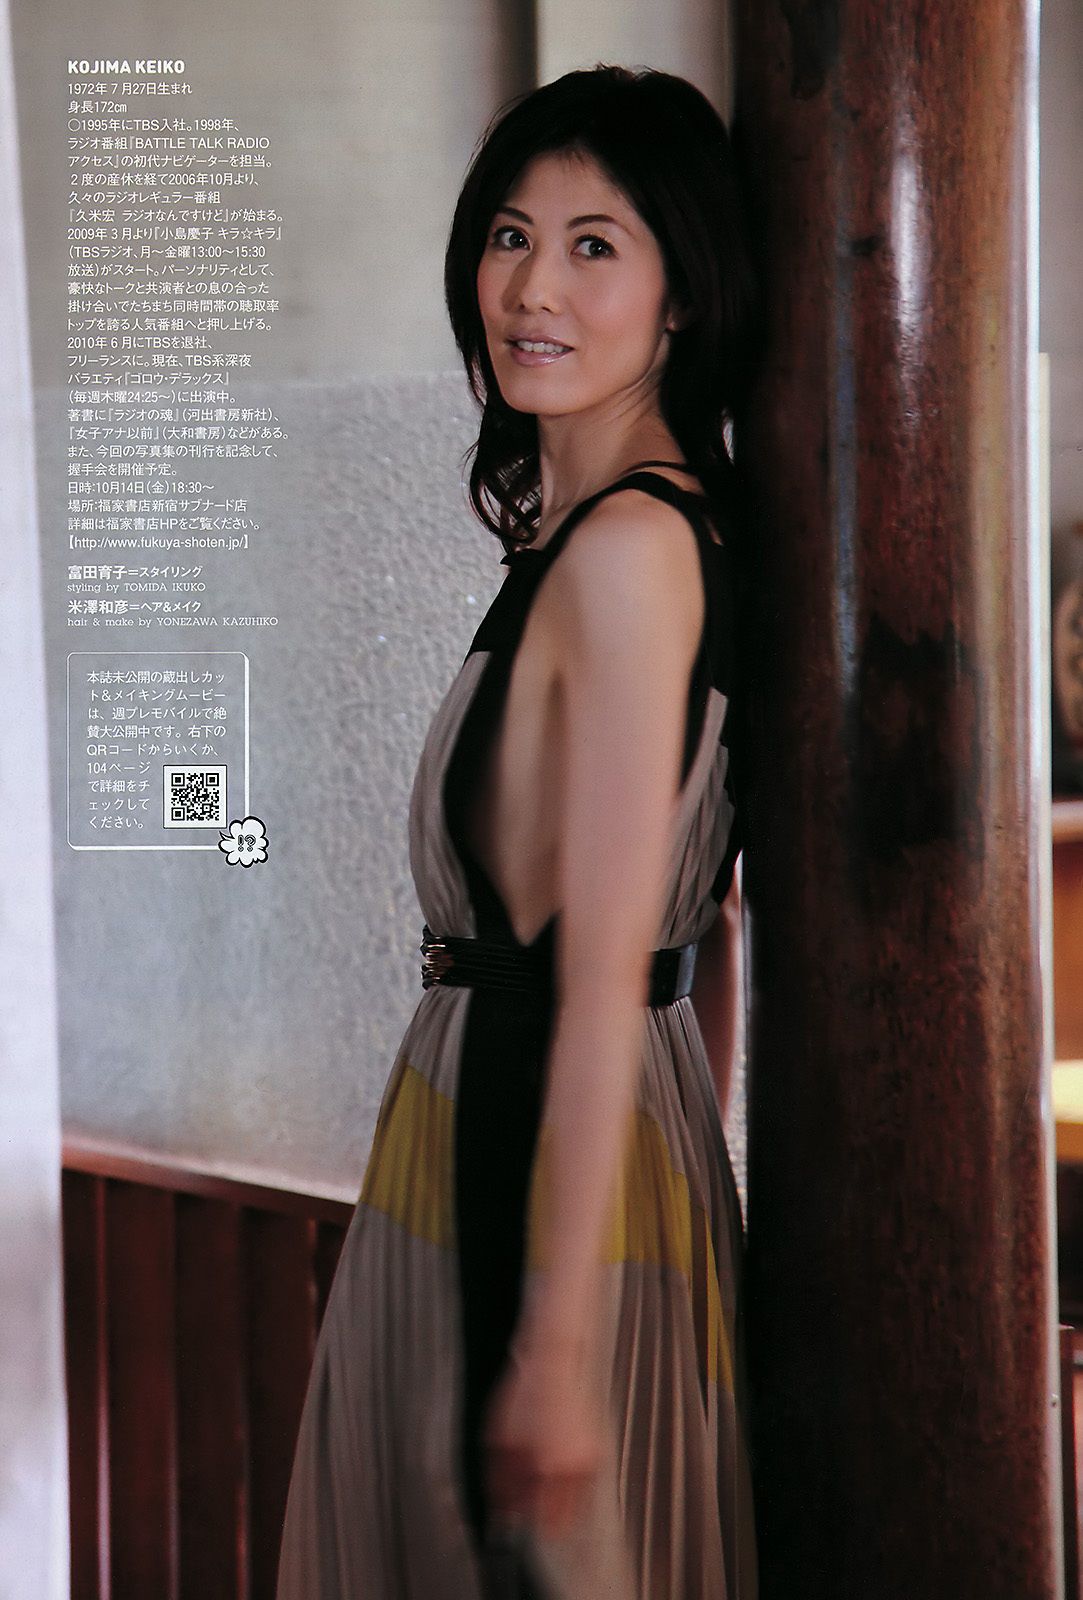 KOJIMA KEIKO
1972年7月27日生まれ
身長172㎝
○1995年にTBS入社。1998年、
ラジオ番組『BATTLE TALK RADIO
アクセス』の初代ナビゲーターを担当。
2度の産休を経て2006年10月より、
久々のラジオレギュラー番組
『久米宏 ラジオなんですけど』が始まる。
2009年3月より『小島慶子 キラ☆キラ』
（TBSラジオ、月〜金曜13:00〜15:30
放送）がスタート。パーソナリティとして、
豪快なトークと共演者との息の合った
掛け合いでたちまち同時間帯の聴取率
トップを誇る人気番組へと押し上げる。
2010年6月にTBSを退社、
フリーランスに。現在、TBS系深夜
バラエティ『ゴロウ・デラックス』
（毎週木曜24:25〜）に出演中。
著書に『ラジオの魂』（河出書房新社）、
『女子アナ以前』（大和書房）などがある。
また、今回の写真集の刊行を記念して、
握手会を開催予定。
日時:10月14日（金）18:30〜
場所:福家書店新宿サブナード店
詳細は福家書店HPをご覧ください。
【http://www.fukuya-shoten.jp/】
富田育子＝スタイリング
styling by TOMIDA IKUKO
米澤和彦＝ヘア&メイク
hair & make by YONEZAWA KAZUHIKO
本誌未公開の蔵出しカッ
ト＆メイキングムービー
は、週プレモバイルで絶
賛大公開中です。右下の
QRコードからいくか、
104ページ
で詳細をチ
ェックして
ください。
!?